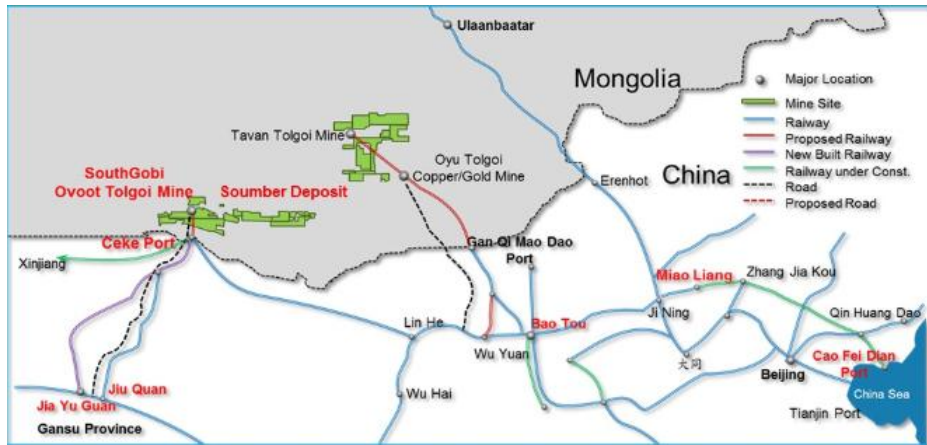 Ulaanbaatar
Mongolia
Major Location
Mine Site
Railway
Proposed Railway
New Built Railway
Railway under Const.
Road
Proposed Road
Tavan Tolgoi Mine
Oyu Tolgoi
Copper/Gold Mine
SouthGobi
Ovoot Tolgoi Mine
Soumber Deposit
China
Erenhot
Ceke Port
Xinjiang
Gan Qi Mao Dao
Port
Miao Liang
Zhang Jia Kou
Lin He
Bao Tou
Ji Ning
Qin Huang Dao
Wu Yuan
大同
Cao Fei Dian
Port
Beijing
Jiu Quan
Wu Hai
China Sea
Jia Yu Guan
Tianjin Port
Gansu Province